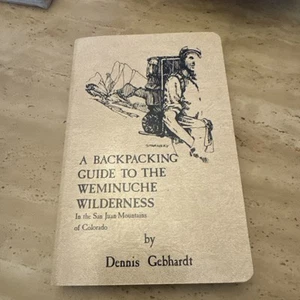 A BACKPACKING
GUIDE TO THE
WEMINUCHE
WILDERNESS
In the San Juan Mountains
of Colorado
by
Dennis Gebhardt